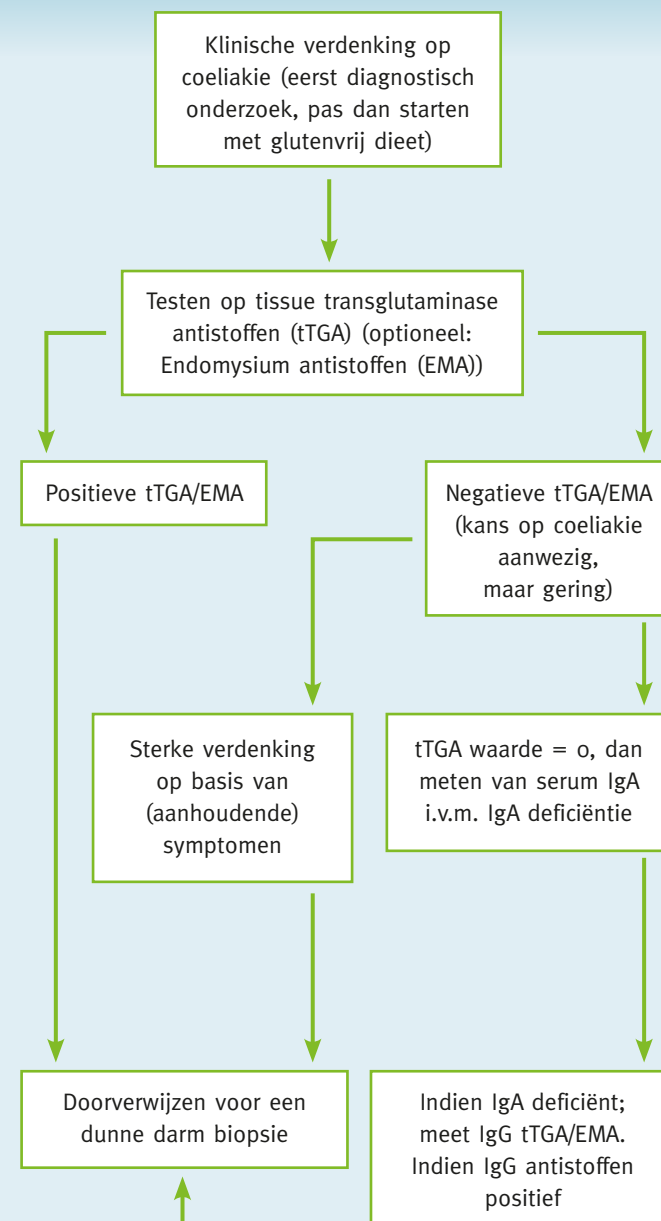 Klinische verdenking op
coeliakie (eerst diagnostisch
onderzoek, pas dan starten
met glutenvrij dieet)
Testen op tissue transglutaminase
antistoffen (tTGA) (optioneel:
Endomysium antistoffen (EMA))
Positieve tTGA/EMA
Negatieve tTGA/EMA
(kans op coeliakie
aanwezig,
maar gering)
Sterke verdenking
op basis van
(aanhoudende)
symptomen
tTGA waarde = 0, dan
meten van serum IgA
i.v.m. IgA deficiëntie
Doorverwijzen voor een
dunne darm biopsie
Indien IgA deficiënt;
meet IgG tTGA/EMA.
Indien IgG antistoffen
positief